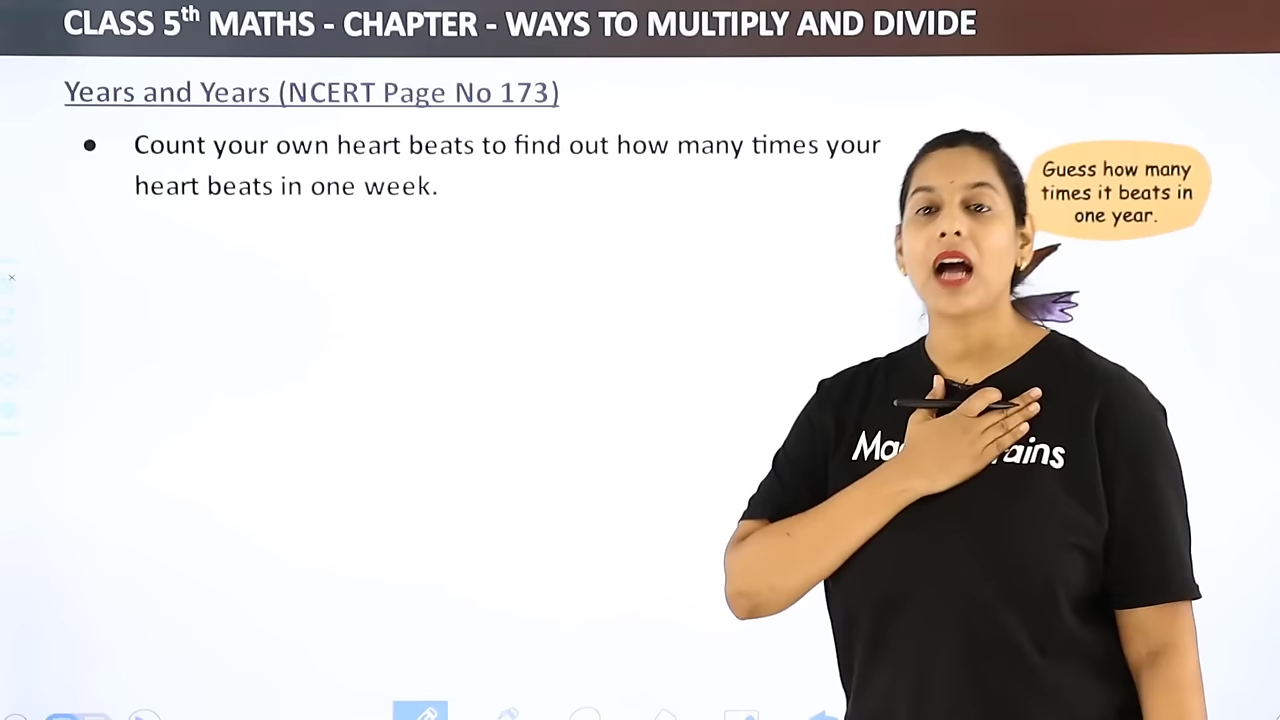 CLASS 5th MATHS - CHAPTER - WAYS TO MULTIPLY AND DIVIDE
Years and Years (NCERT Page No 173)
● Count your own heart beats to find out how many times your
heart beats in one week.
Guess how many
times it beats in
one year.
Ma ains